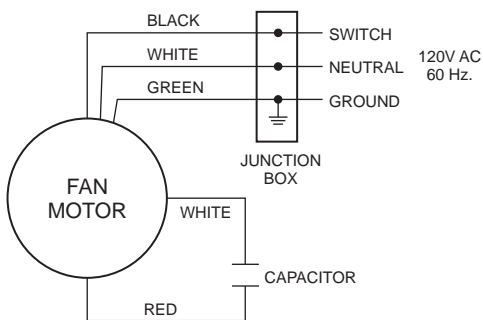 BLACK
SWITCH
WHITE
NEUTRAL
120V AC
60 Hz.
GREEN
GROUND
JUNCTION
BOX
FAN
MOTOR
WHITE
CAPACITOR
RED